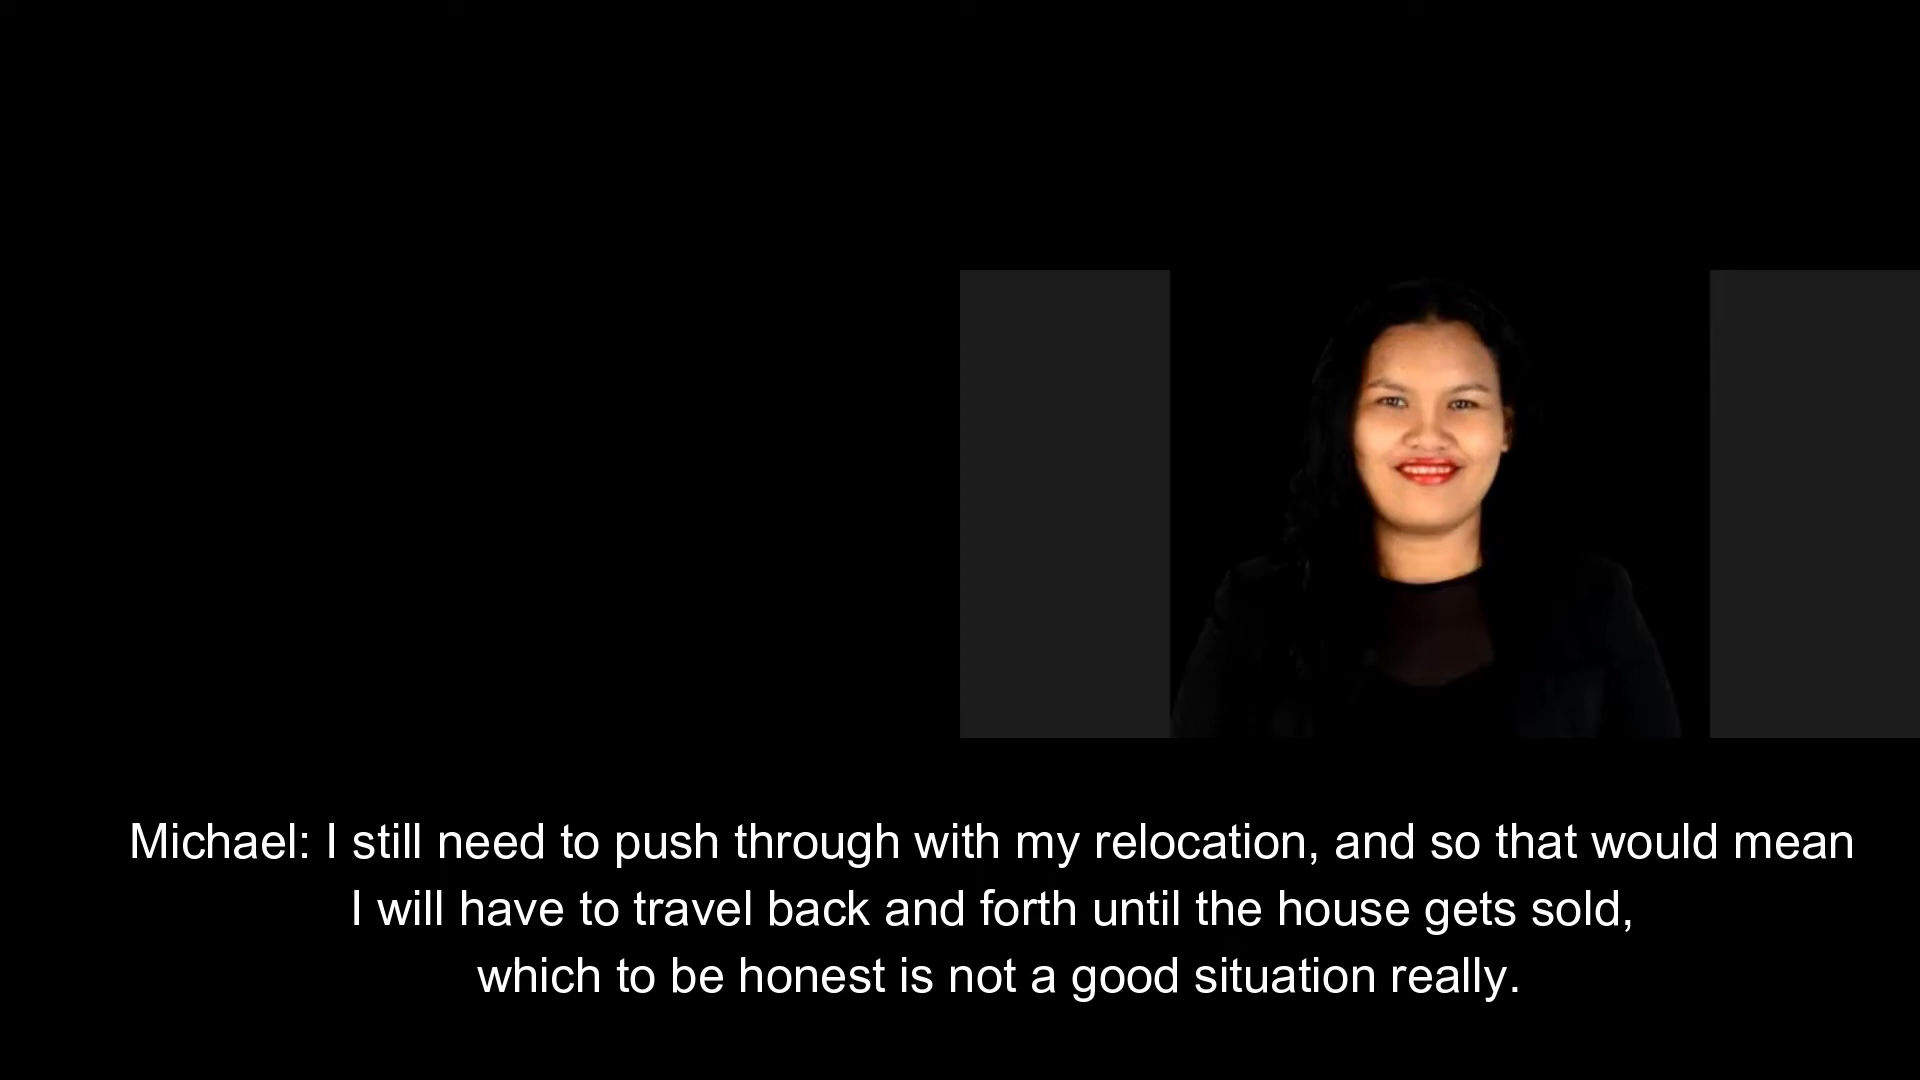 Michael: I still need to push through with my relocation, and so that would mean
I will have to travel back and forth until the house gets sold,
which to be honest is not a good situation really.